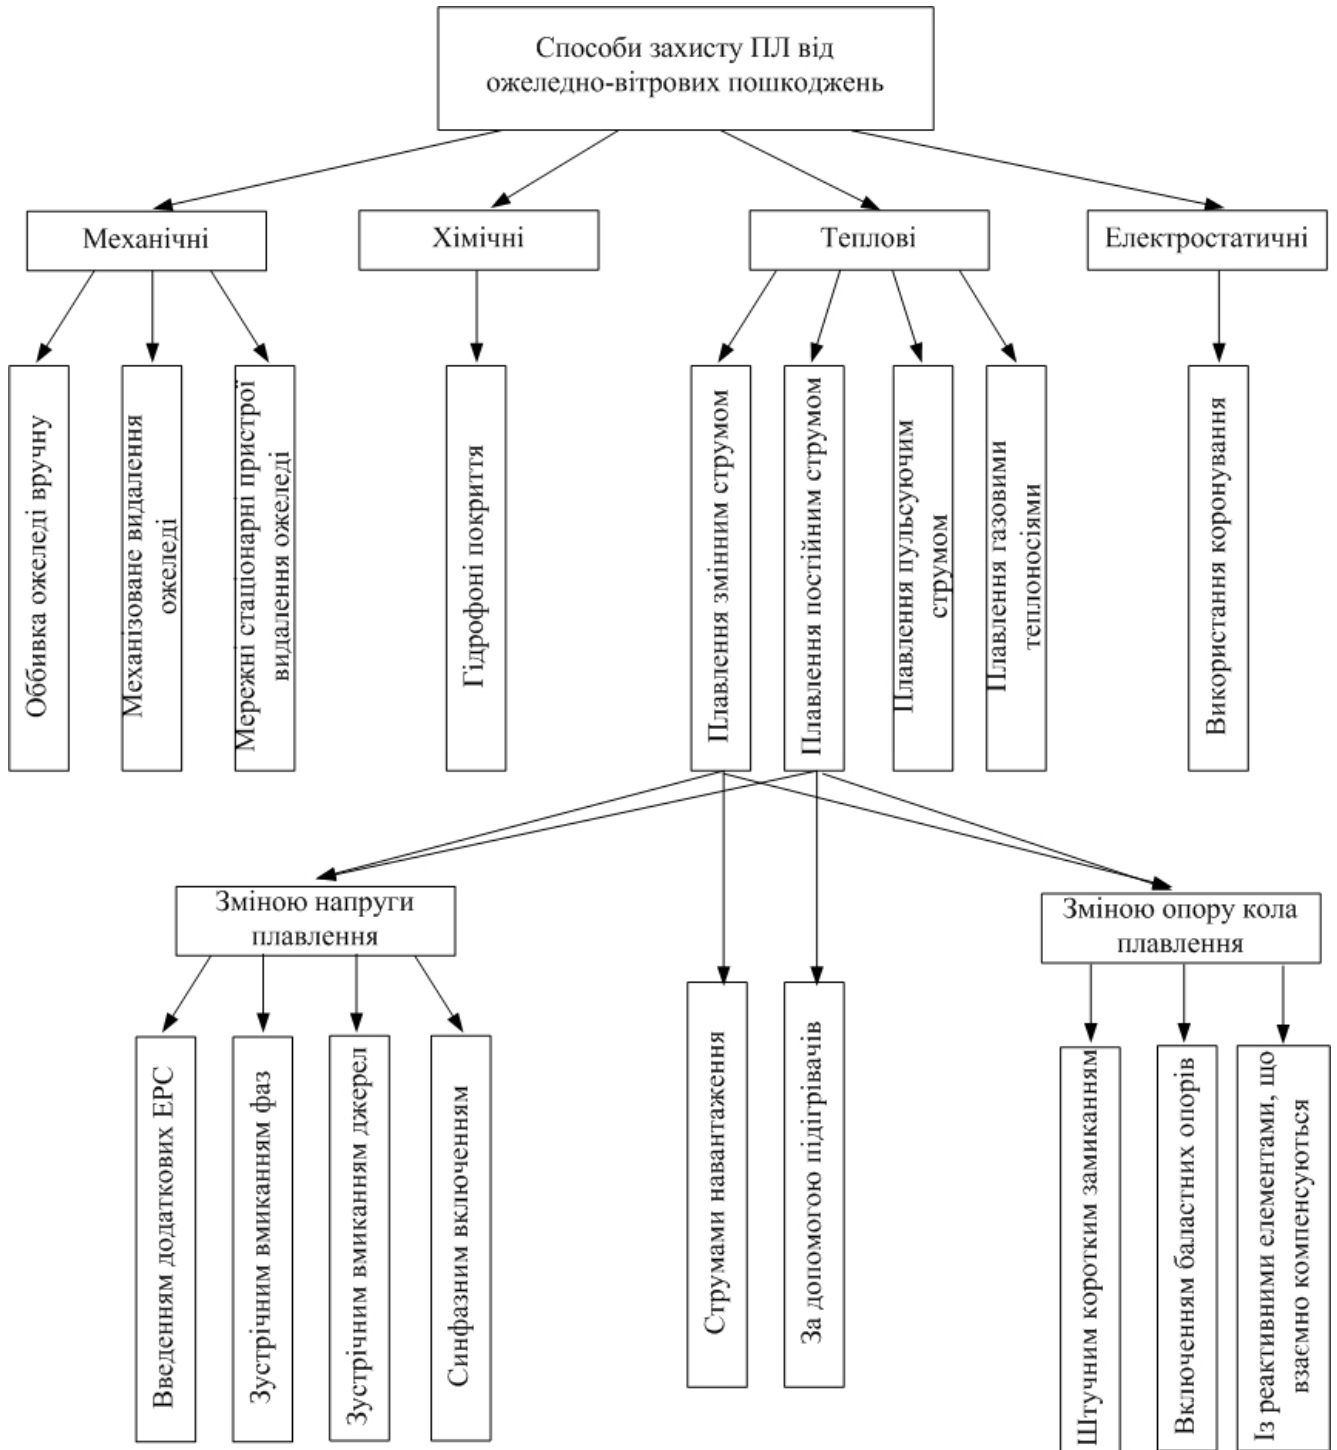 Способи захисту ПЛ від
ожеледно-вітрових пошкоджень
Механічні
Хімічні
Теплові
Електростатичні
Оббивка ожеледі вручну
Механізоване видалення
ожеледі
Мережні стаціонарні пристрої
видалення ожеледі
Гідрофоні покриття
Плавлення змінним струмом
Плавлення постійним струмом
Плавлення пульсуючим
струмом
Плавлення газовими
теплоносіями
Використання коронування
Зміною напруги
плавлення
Зміною опору кола
плавлення
Введенням додаткових ЕРС
Зустрічним вмиканням фаз
Зустрічним вмиканням джерел
Синфазним включенням
Струмами навантаження
За допомогою підігрівачів
Штучним коротким замиканням
Включенням баластних опорів
Із реактивними елементами, що
взаємно компенсуються